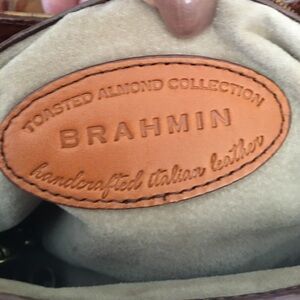 TOASTED ALMOND COLLECTION
BRAHMIN
handcrafted italian leather